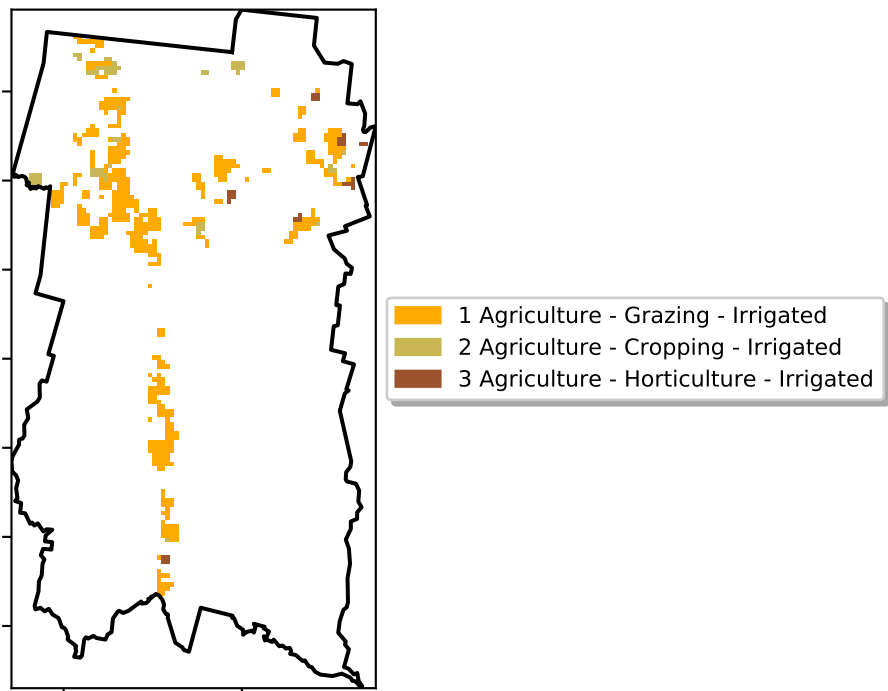 1 Agriculture - Grazing - Irrigated
2 Agriculture - Cropping - Irrigated
3 Agriculture - Horticulture - Irrigated